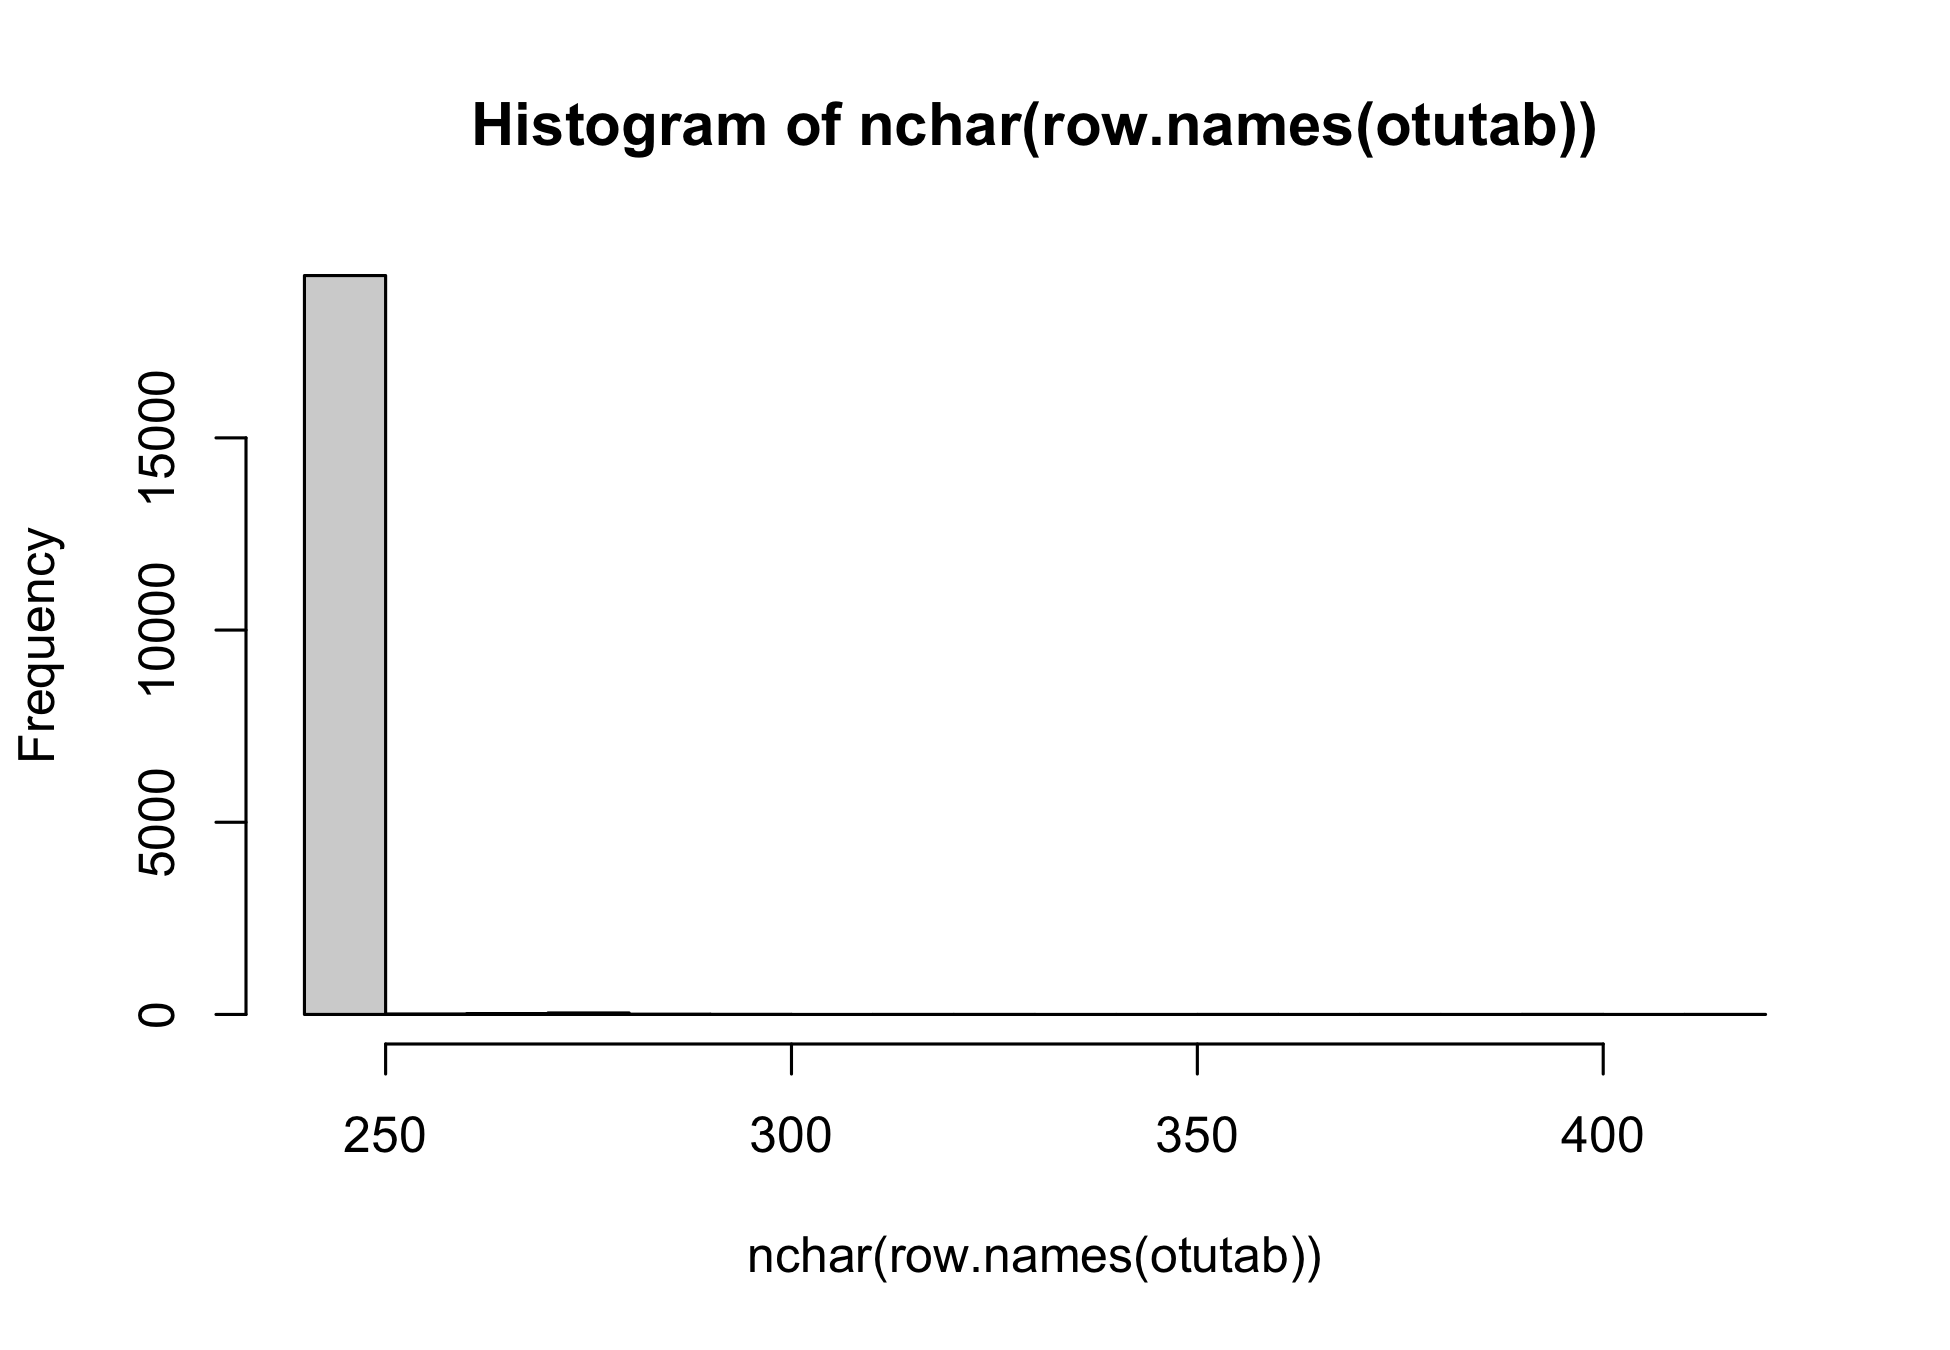 Histogram of nchar(row.names(otutab))
Frequency
15000
10000
5000
0
250 300 350 400
nchar(row.names(otutab))